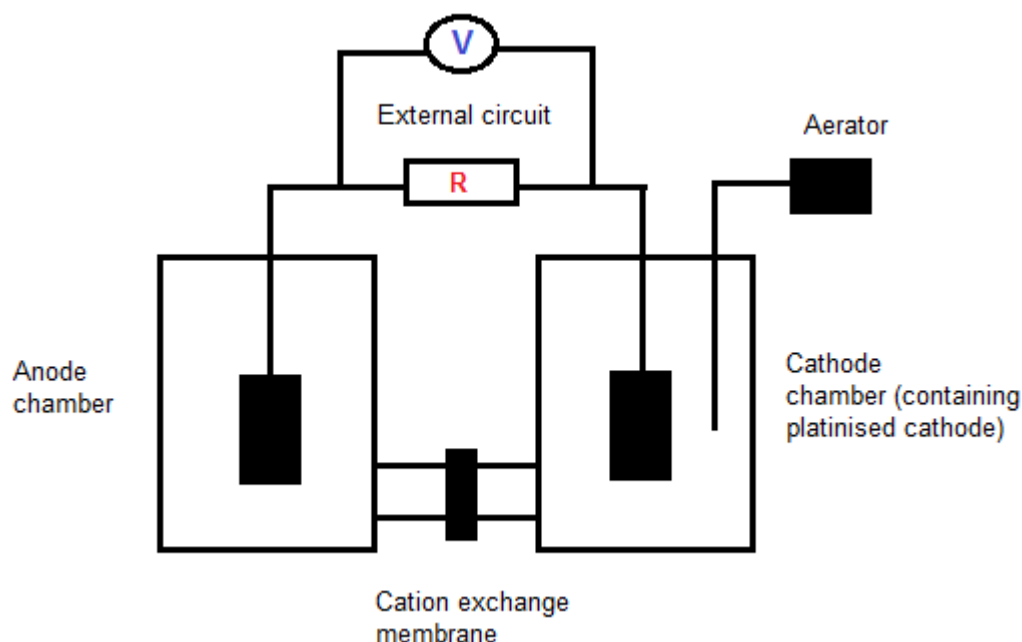 V
External circuit
Aerator
R
Anode
chamber
Cathode
chamber (containing
platinised cathode)
Cation exchange
membrane